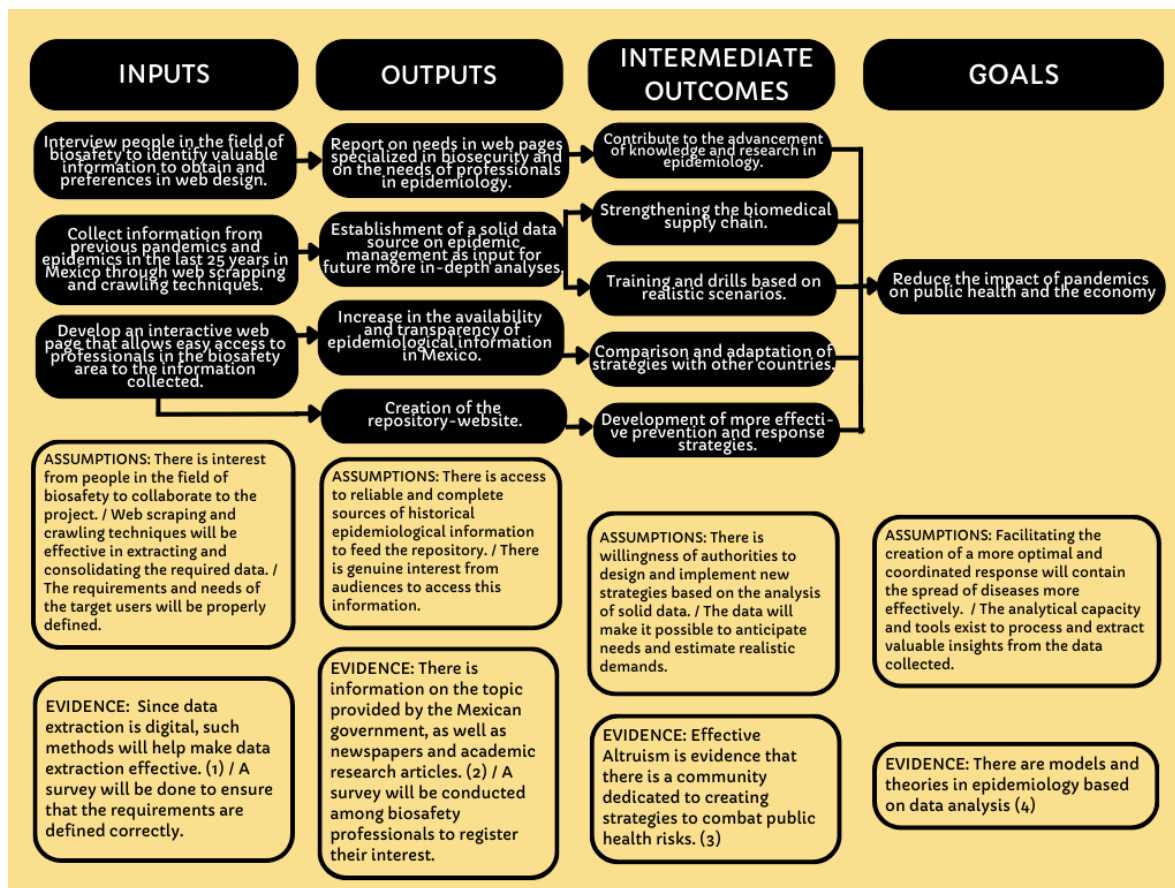 INPUTS
Interview people in the field of
biosafety to identify valuable
information to obtain and
preferences in web design.
Collect information from
previous pandemics and
epidemics in the last 25 years in
Mexico through web scrapping
and crawling techniques.
Develop an interactive web
page that allows easy access to
professionals in the biosafety
area to the information
collected.
ASSUMPTIONS: There is interest
from people in the field of
biosafety to collaborate to the
project. / Web scraping and
crawling techniques will be
effective in extracting and
consolidating the required data. /
The requirements and needs of
the target users will be properly
defined.
EVIDENCE: Since data
extraction is digital, such
methods will help make data
extraction effective. (1) / A
survey will be done to ensure
that the requirements are
defined correctly.
OUTPUTS
Report on needs in web pages
specialized in biosecurity and
on the needs of professionals
in epidemiology.
Establishment of a solid data
source on epidemic
management as input for
future more in-depth analyses.
Increase in the availability
and transparency of
epidemiological information
in Mexico.
Creation of the
repository-website.
ASSUMPTIONS: There is access
to reliable and complete
sources of historical
epidemiological information
to feed the repository. / There
is genuine interest from
audiences to access this
information.
EVIDENCE: There is
information on the topic
provided by the Mexican
government, as well as
newspapers and academic
research articles. (2) / A
survey will be conducted
among biosafety
professionals to register
their interest.
INTERMEDIATE
OUTCOMES
Contribute to the advancement
of knowledge and research in
epidemiology.
Strengthening the biomedical
supply chain.
Training and drills based on
realistic scenarios.
Comparison and adaptation of
strategies with other countries.
Development of more effecti-
ve prevention and response
strategies.
ASSUMPTIONS: There is
willingness of authorities to
design and implement new
strategies based on the analysis
of solid data. / The data will
make it possible to anticipate
needs and estimate realistic
demands.
EVIDENCE: Effective
Altruism is evidence that
there is a community
dedicated to creating
strategies to combat public
health risks. (3)
GOALS
Reduce the impact of pandemics
on public health and the economy
ASSUMPTIONS: Facilitating the
creation of a more optimal and
coordinated response will contain
the spread of diseases more
effectively. / The analytical capacity
and tools exist to process and extract
valuable insights from the data
collected.
EVIDENCE: There are models and
theories in epidemiology based
on data analysis (4)